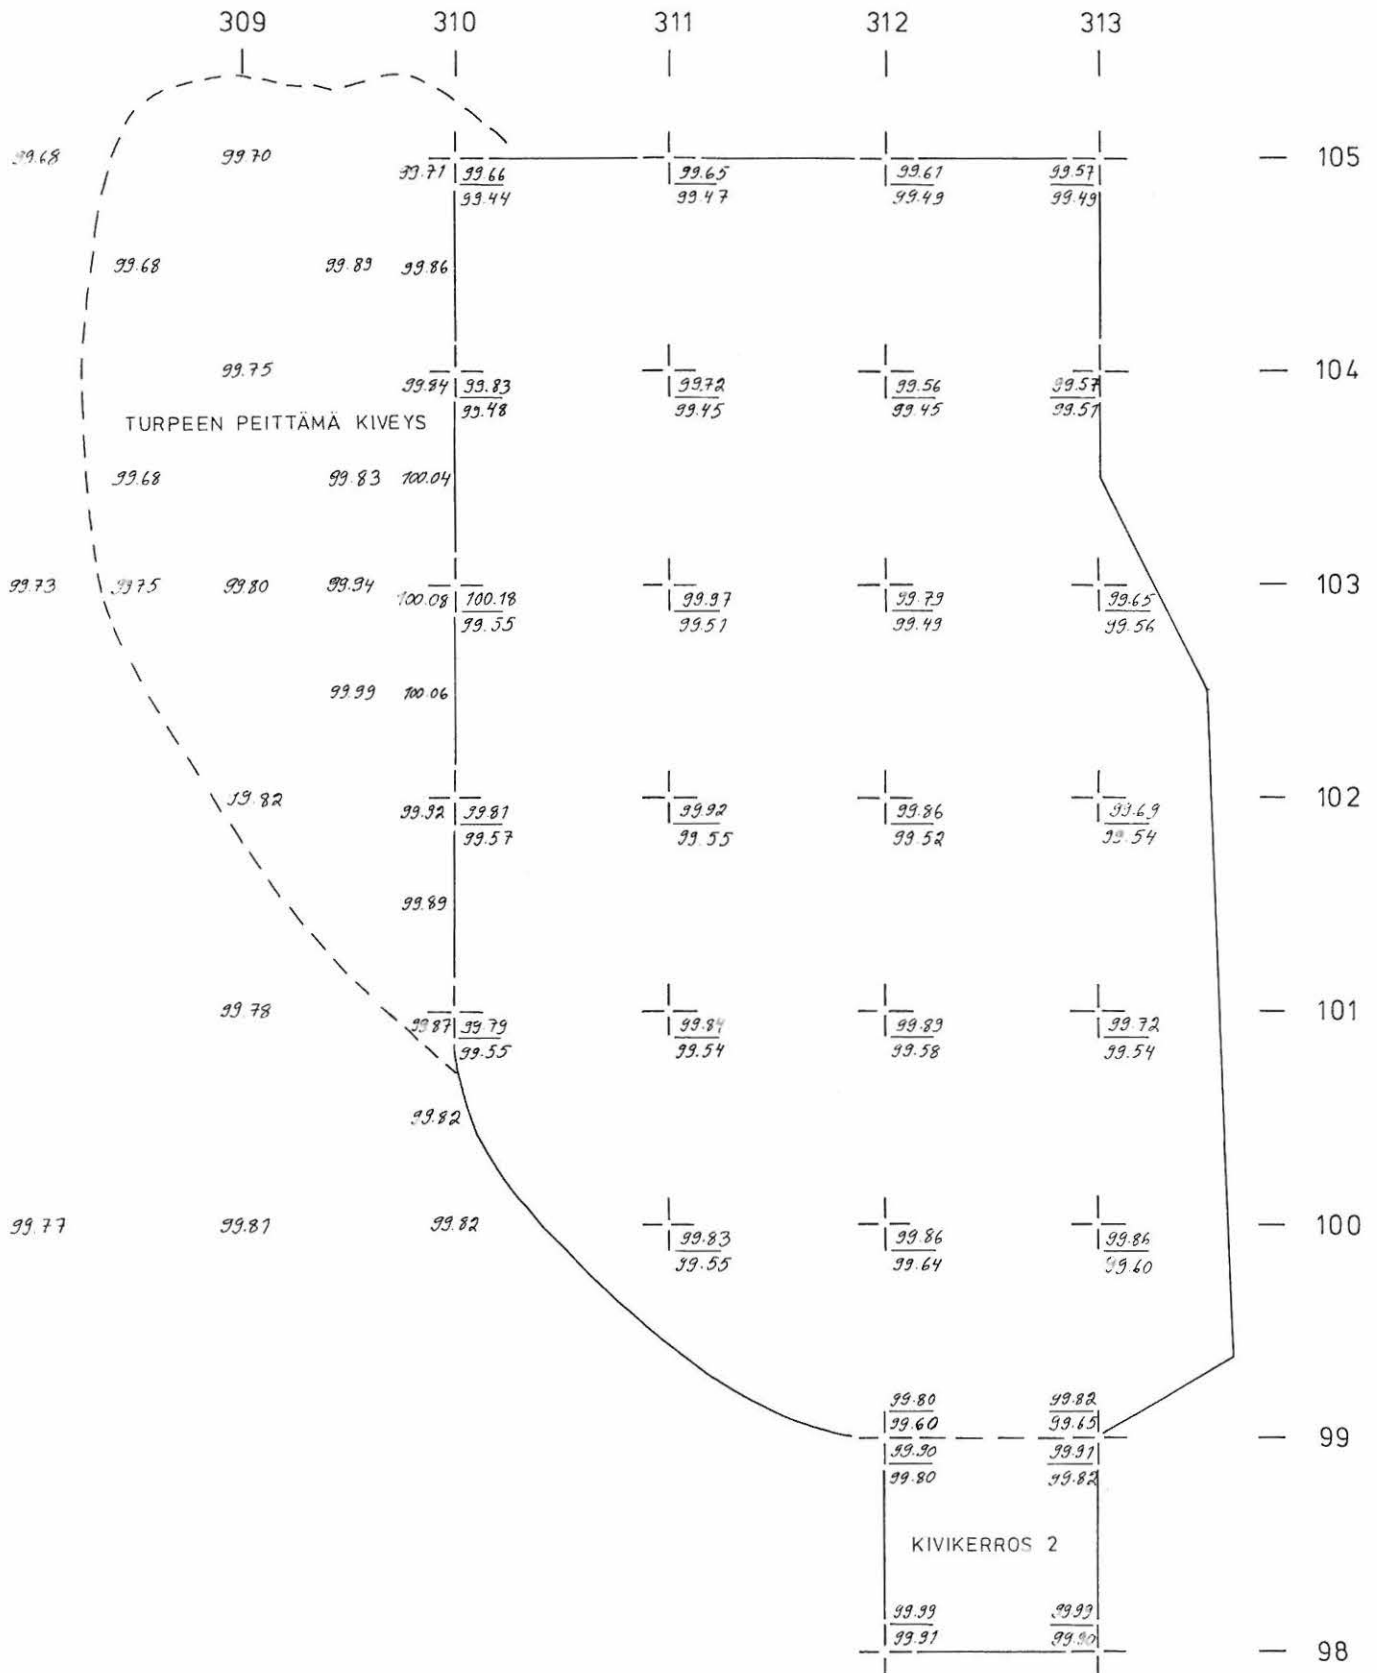 309 310 311 312 313
99.68 99.70 105
99.71 99.66 99.65 99.61 99.57
99.44 99.47 99.49 99.49
99.68 99.89 99.86
99.75 104
99.84 99.83 99.72 99.56 99.57
99.48 99.45 99.45 99.51
TURPEEN PEITTÄMÄ KIVEYS
99.68 99.83 100.04
99.73 99.75 99.80 99.94 103
100.08 100.18 99.97 99.79 99.65
99.55 99.51 99.49 99.56
99.99 100.06
99.82 102
99.92 99.81 99.92 99.86 99.69
99.57 99.55 99.52 99.54
99.89
99.78 101
99.87 99.79 99.84 99.89 99.72
99.55 99.54 99.58 99.54
99.82
99.77 99.81 99.82 100
99.83 99.86 99.86
99.55 99.64 99.60
99.80 99.82
99.60 99.65
99
99.90 99.91
99.80 99.82
KIVIKERROS 2
99.99 99.99
99.91 99.90
98